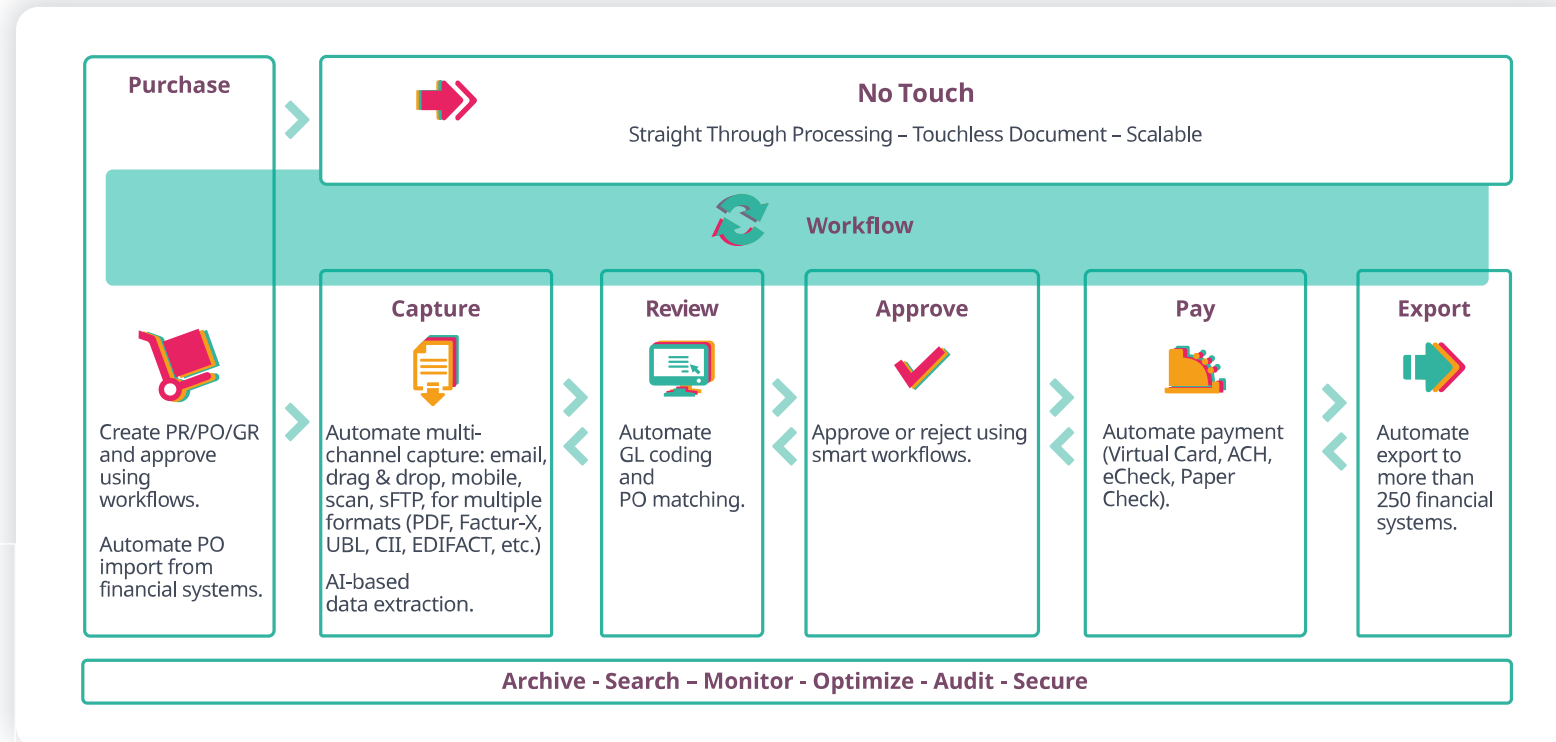 Purchase
No Touch
Straight Through Processing – Touchless Document – Scalable
Workflow
Create PR/PO/GR
and approve
using
workflows.
Automate PO
import from
financial systems.
Capture
Automate multi-
channel capture: email,
drag & drop, mobile,
scan, sFTP, for multiple
formats (PDF, Factur-X,
UBL, CII, EDIFACT, etc.)
AI-based
data extraction.
Review
Automate
GL coding
and
PO matching.
Approve
Approve or reject using
smart workflows.
Pay
Automate payment
(Virtual Card, ACH,
eCheck, Paper
Check).
Export
Automate
export to
more than
250 financial
systems.
Archive - Search – Monitor - Optimize - Audit - Secure